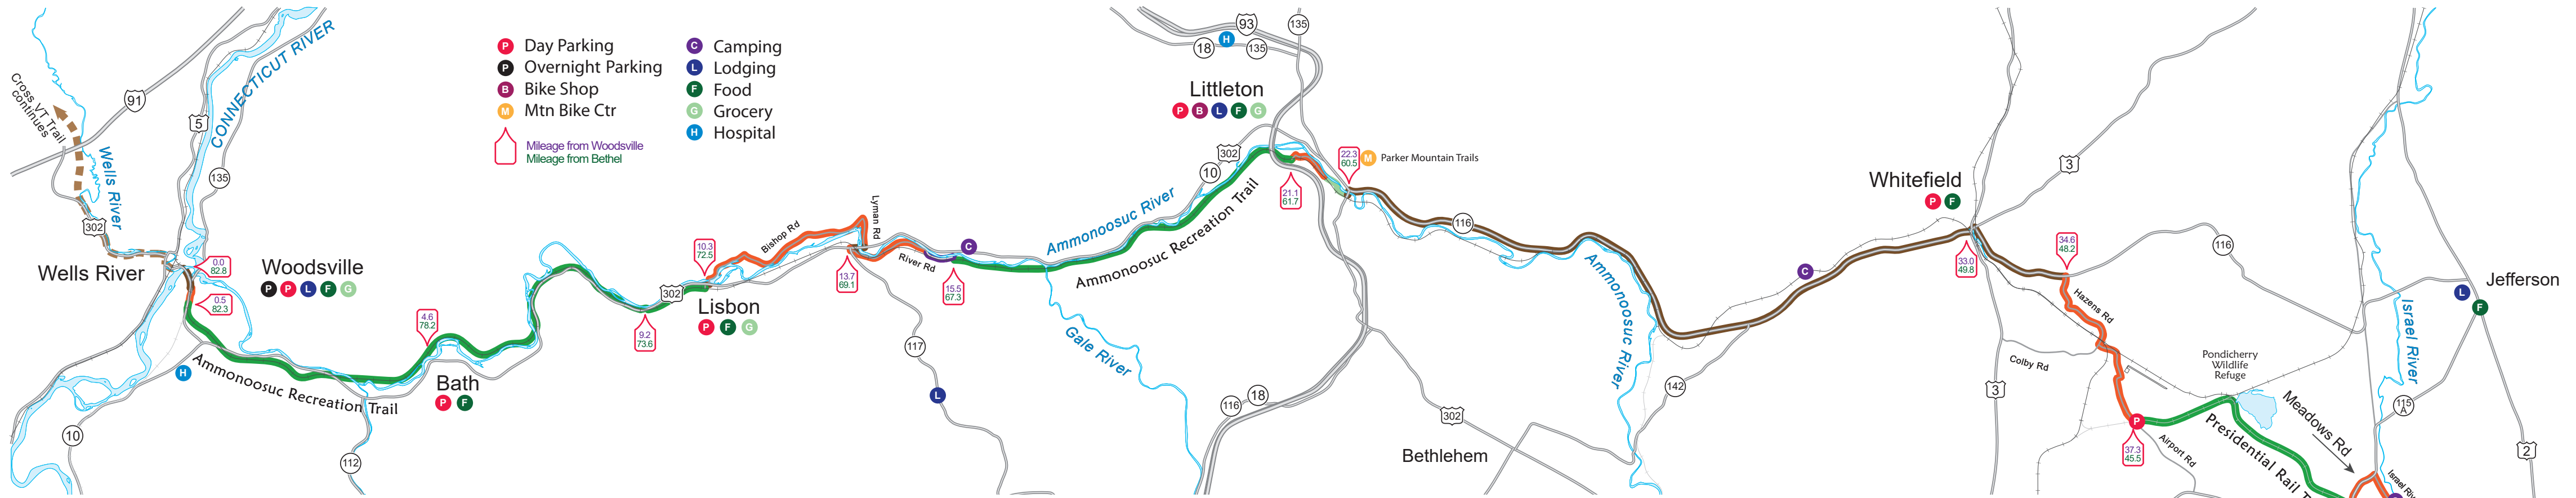 Cross VT Trail
continues
91
5
CONNECTICUT RIVER
135
Wells River
302
Wells River
0.0
82.8
0.5
82.3
Woodsville
P P L F G
H
10
Ammonoosuc Recreation Trail
112
4.6
78.2
Bath
P F
P Day Parking
P Overnight Parking
B Bike Shop
M Mtn Bike Ctr
Mileage from Woodsville
Mileage from Bethel
C Camping
L Lodging
F Food
G Grocery
H Hospital
9.2
73.6
302
10.3
72.5
Lisbon
P F G
Bishop Rd
Lyman Rd
13.7
69.1
River Rd
15.5
67.3
C
117
L
Ammonoosuc River
Ammonoosuc Recreation Trail
Gale River
10
302
93
135
18
H
135
Littleton
P B L F G
21.1
61.7
22.3
60.5
M Parker Mountain Trails
116
18
116
302
Bethlehem
Ammonoosuc River
142
C
Whitefield
P F
33.0
49.8
3
34.6
48.2
Hazens Rd
116
Colby Rd
3
P
37.3
45.5
Airport Rd
Pondicherry
Wildlife
Refuge
Presidential Rail T
Meadows Rd
Israel River
Israel Riv
115
A
Jefferson
L
F
2